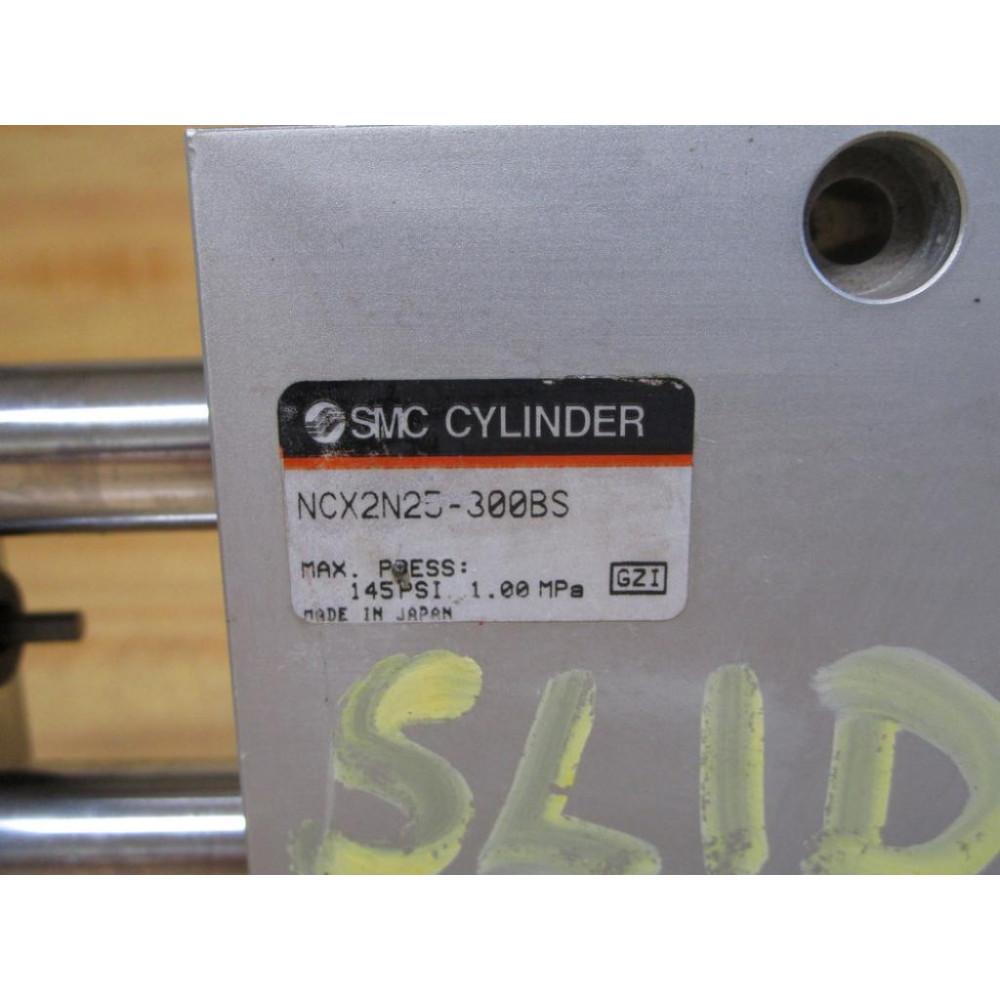 SMC CYLINDER
NCX2N25-300BS
MAX. PRESS:
145PSI 1.00 MPa
GZI
MADE IN JAPAN
SLID